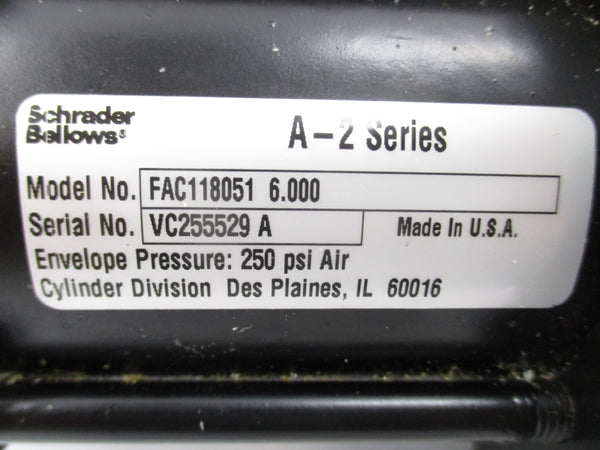 Schrader
Bellows®
A-2 Series
Model No. FAC118051 6.000
Serial No. VC255529 A
Made In U.S.A.
Envelope Pressure: 250 psi Air
Cylinder Division Des Plaines, IL 60016